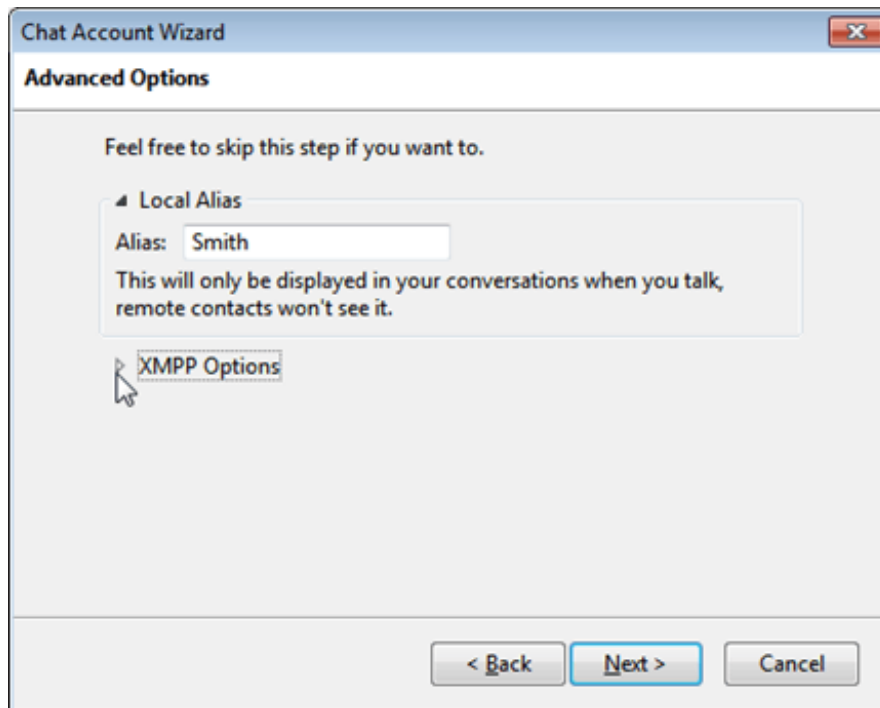 Chat Account Wizard
Advanced Options
Feel free to skip this step if you want to.
Local Alias
Alias: Smith
This will only be displayed in your conversations when you talk,
remote contacts won't see it.
XMPP Options
< Back Next > Cancel